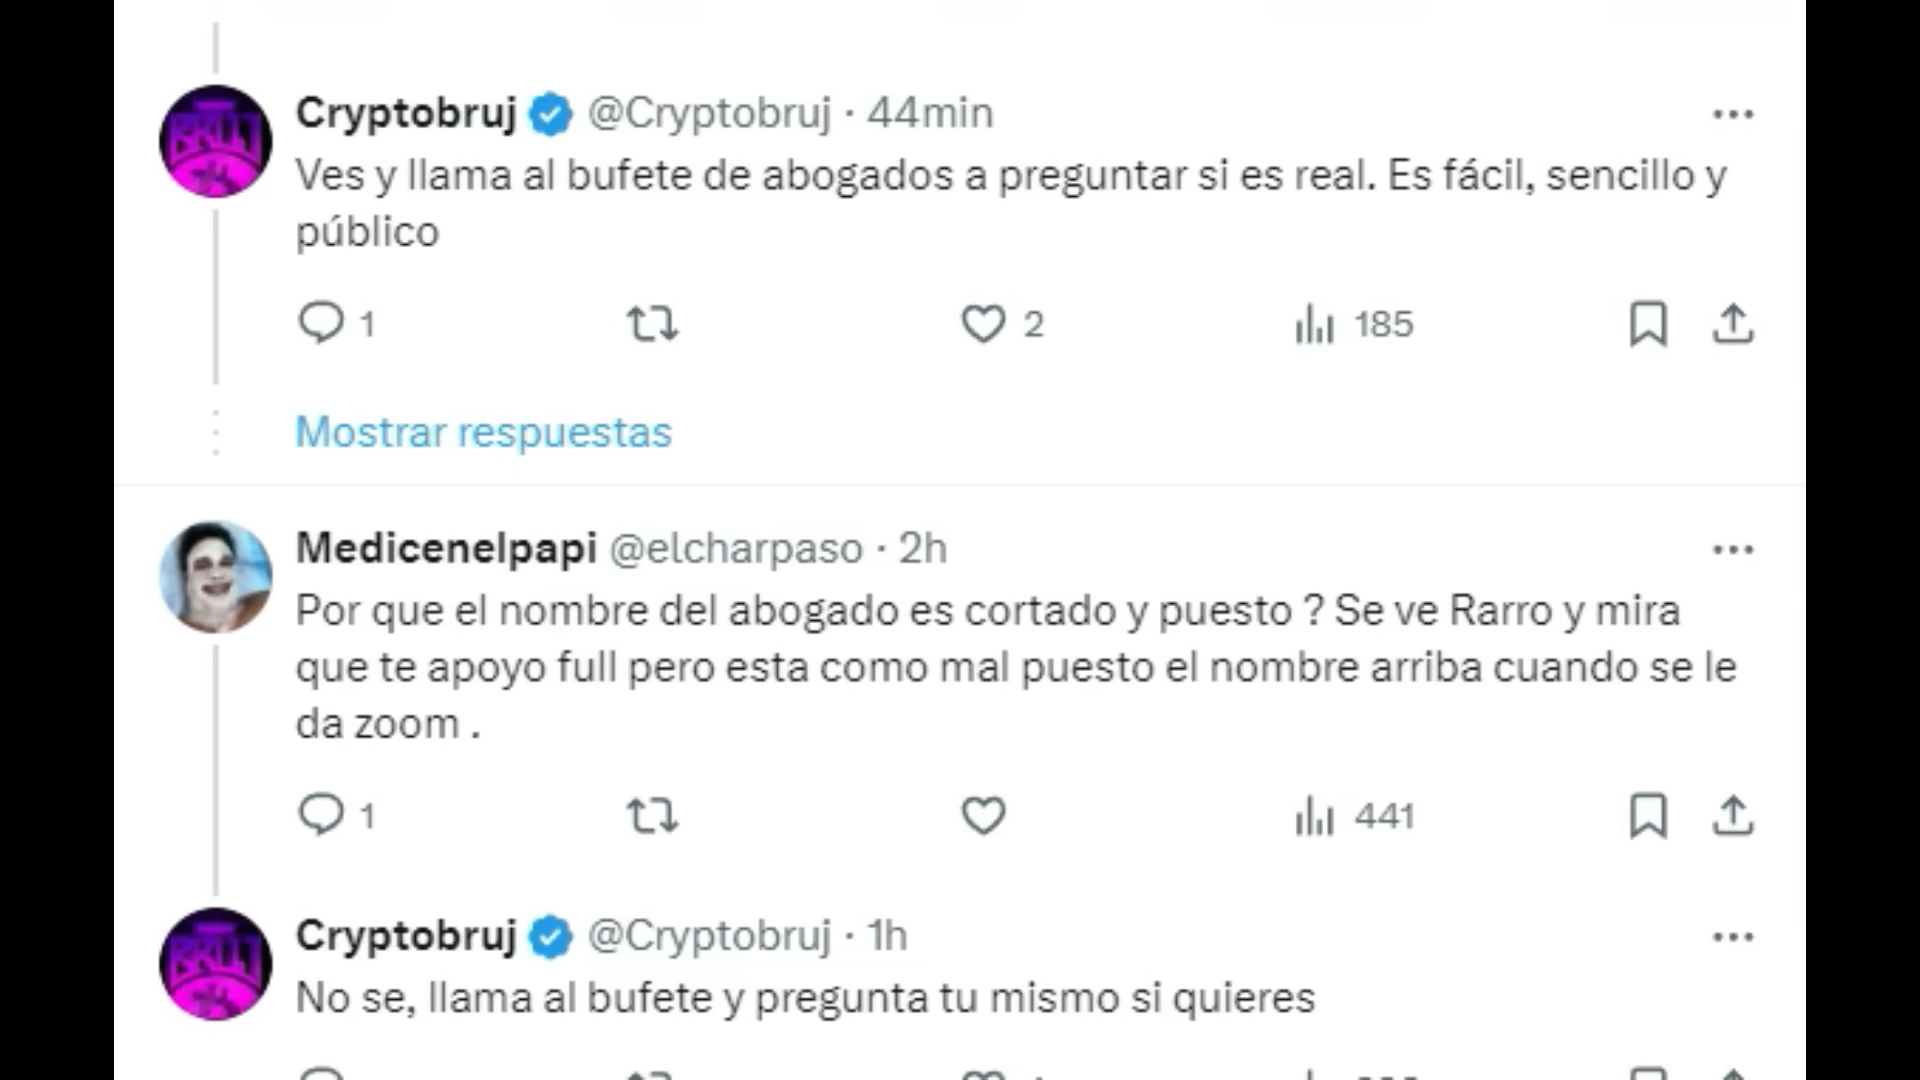 Cryptobruj @Cryptobruj · 44min
Ves y llama al bufete de abogados a preguntar si es real. Es fácil, sencillo y
público
1 2 185
Mostrar respuestas
Medicenelpapi @elcharpaso · 2h
Por que el nombre del abogado es cortado y puesto ? Se ve Rarro y mira
que te apoyo full pero esta como mal puesto el nombre arriba cuando se le
da zoom .
1 441
Cryptobruj @Cryptobruj · 1h
No se, llama al bufete y pregunta tu mismo si quieres